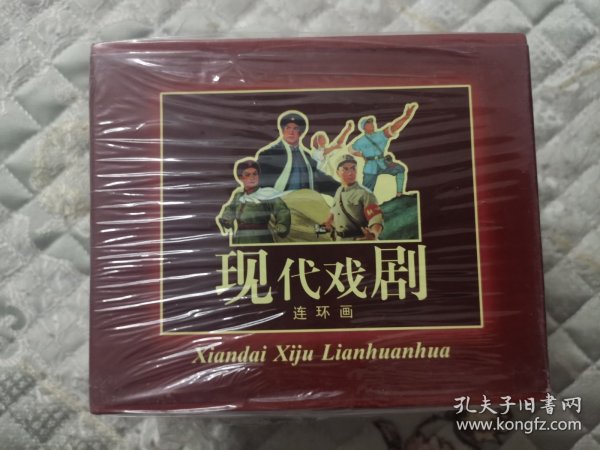 现代戏剧
连环画
Xiandai Xiju Lianhuanhua
孔夫子旧书网
www.kongfz.com